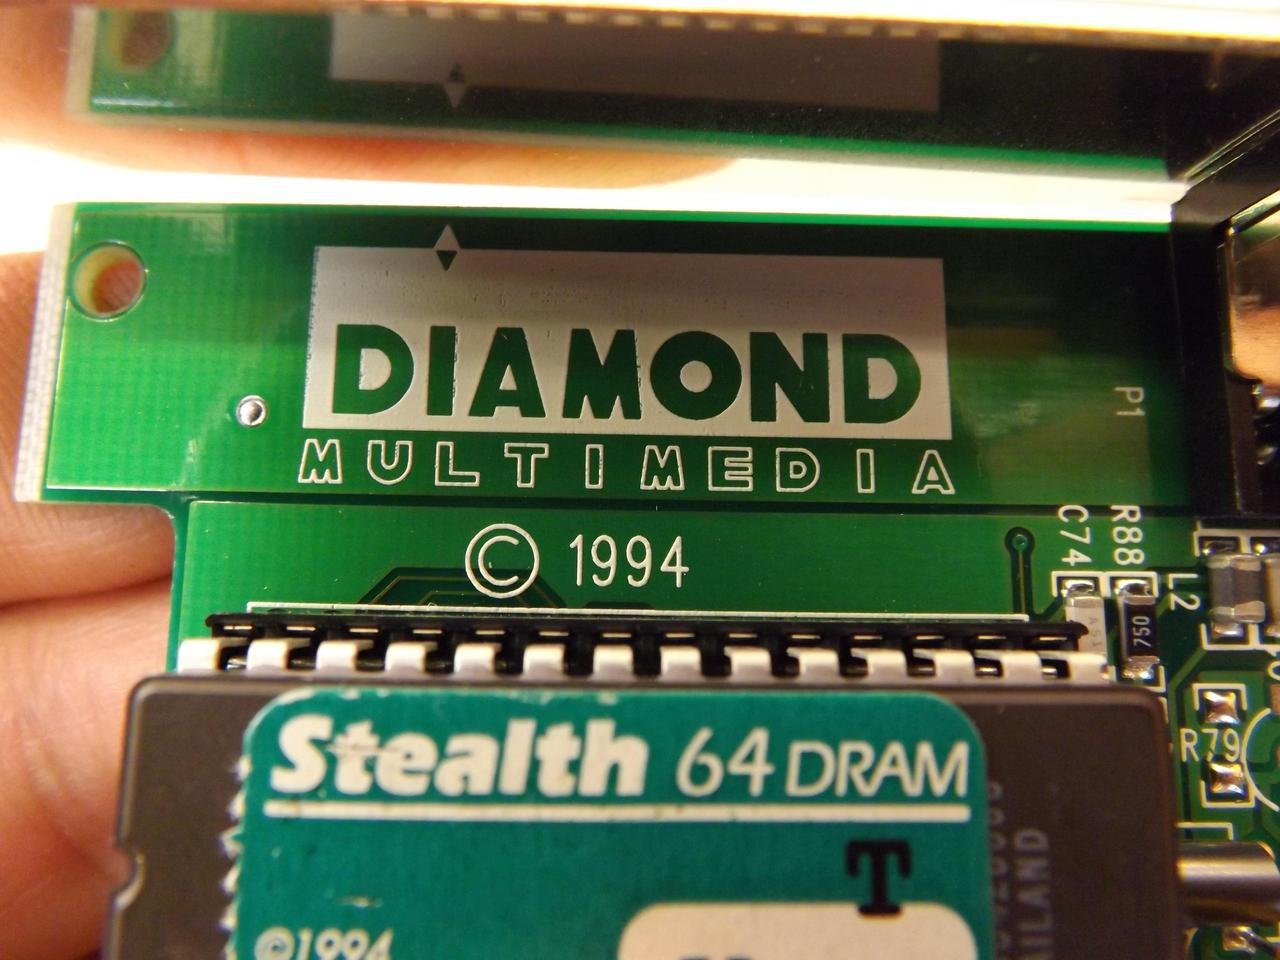 DIAMOND
MULTIMEDIA
© 1994
P1
C74
R88
L2
750
R79
Stealth 64 DRAM
T
©1994